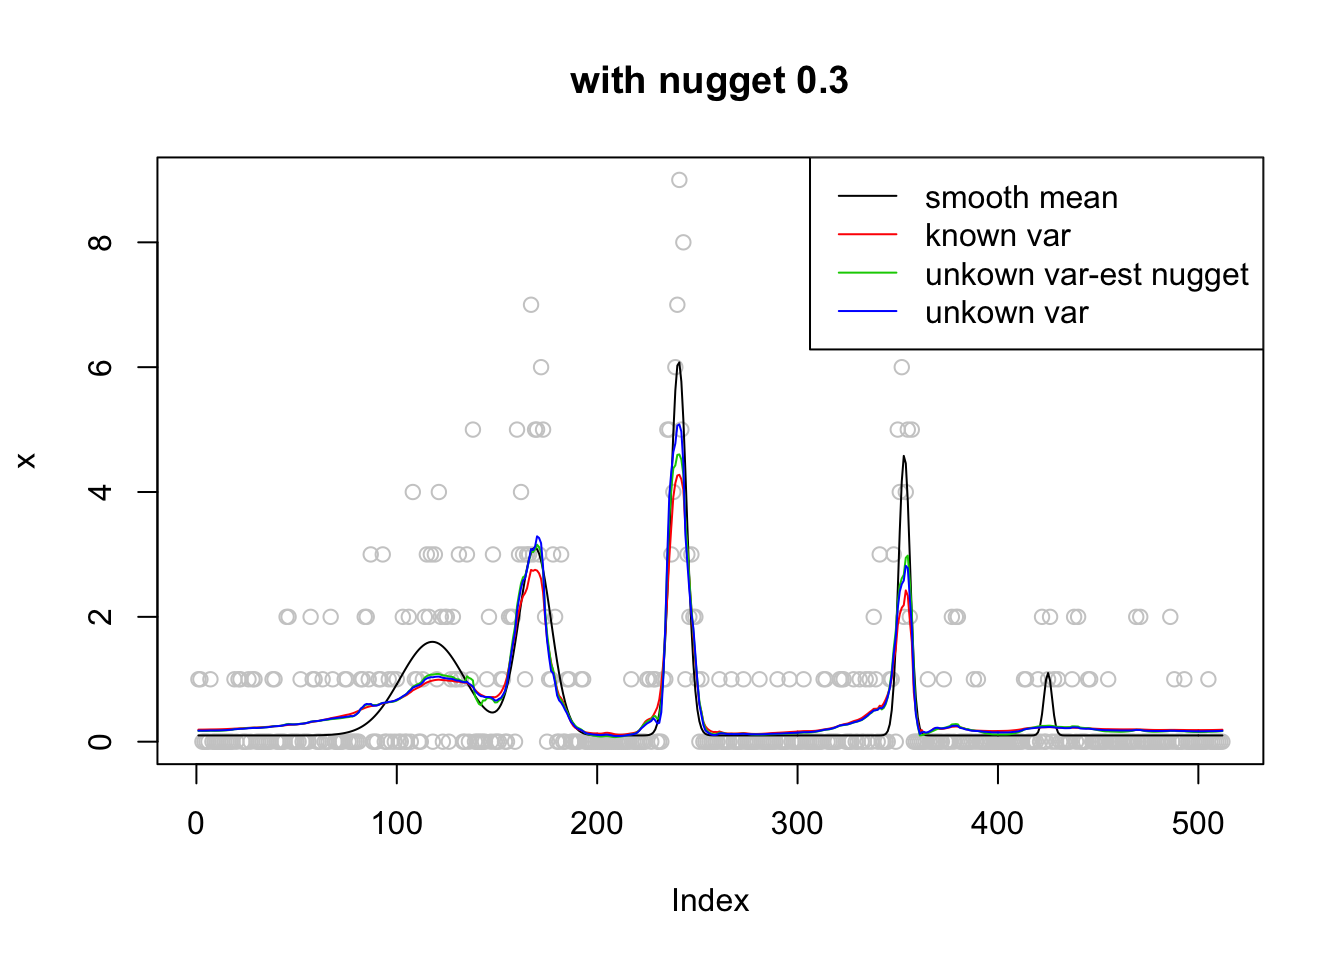 with nugget 0.3
smooth mean
known var
unkown var-est nugget
unkown var
8
6
4
2
0
x
0 100 200 300 400 500
Index